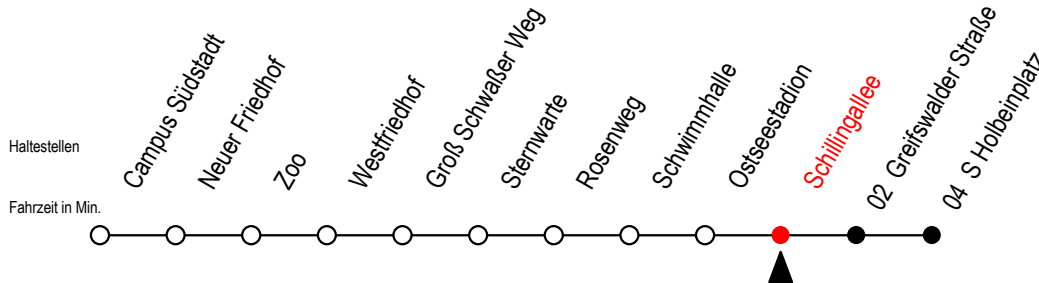 Haltestellen
Fahrzeit in Min.
Campus Südstadt
Neuer Friedhof
Zoo
Westfriedhof
Groß Schwaßer Weg
Sternwarte
Rosenweg
Schwimmhalle
Ostseestadion
Schillingallee
02 Greifswalder Straße
04 S Holbeinplatz